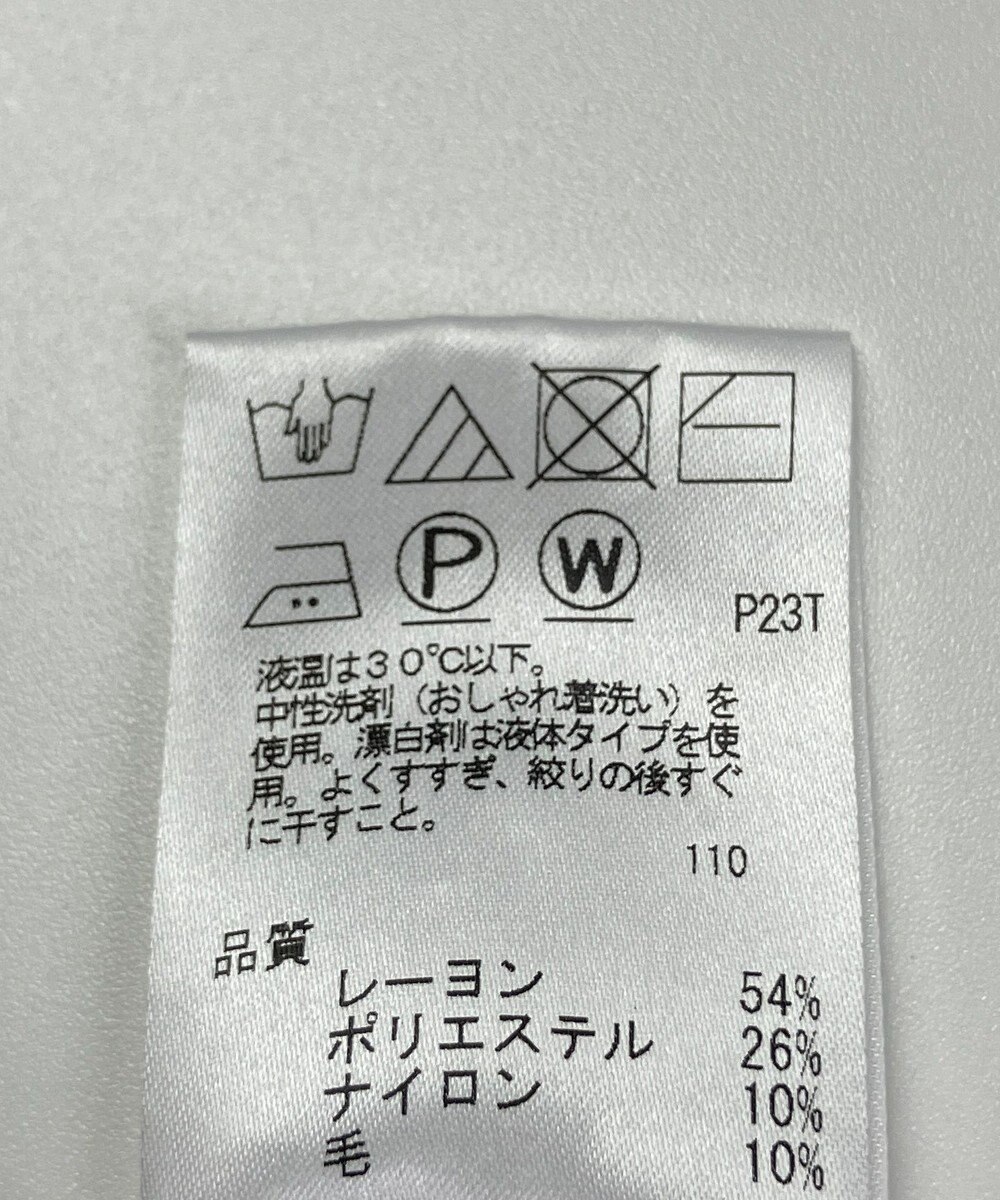 P
W
P23T
液温は３０℃以下。
中性洗剤（おしゃれ着洗い）を
使用。漂白剤は液体タイプを使
用。よくすすぎ、絞りの後すぐ
に干すこと。
110
品質
レーヨン 54%
ポリエステル 26%
ナイロン 10%
毛 10%